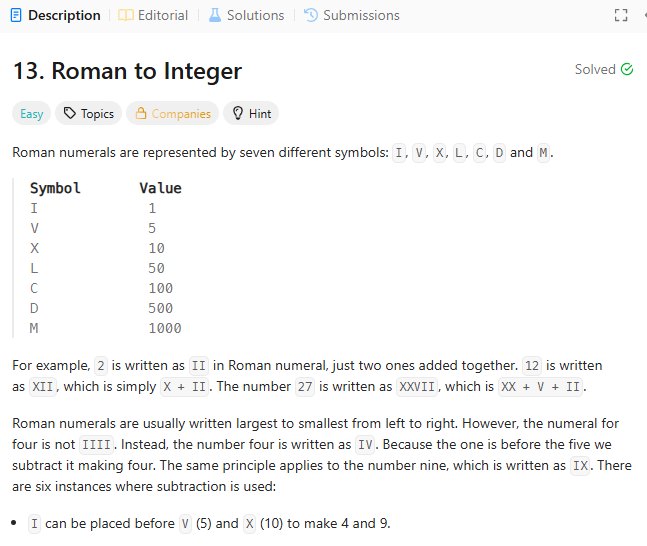 Description | Editorial | Solutions | Submissions
13. Roman to Integer
Solved
Easy Topics Companies Hint
Roman numerals are represented by seven different symbols: I, V, X, L, C, D and M.
Symbol Value
I 1
V 5
X 10
L 50
C 100
D 500
M 1000
For example, 2 is written as II in Roman numeral, just two ones added together. 12 is written
as XII, which is simply X + II. The number 27 is written as XXVII, which is XX + V + II.
Roman numerals are usually written largest to smallest from left to right. However, the numeral for
four is not IIII. Instead, the number four is written as IV. Because the one is before the five we
subtract it making four. The same principle applies to the number nine, which is written as IX. There
are six instances where subtraction is used:
• I can be placed before V (5) and X (10) to make 4 and 9.